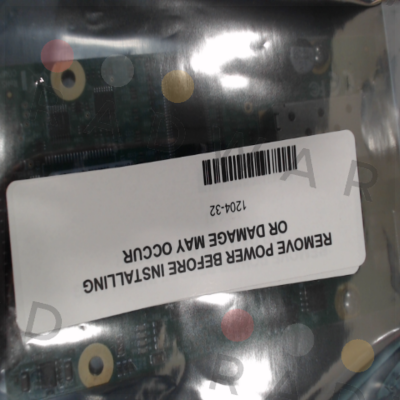 REMOVE POWER BEFORE INSTALLING
OR DAMAGE MAY OCCUR
1204-32